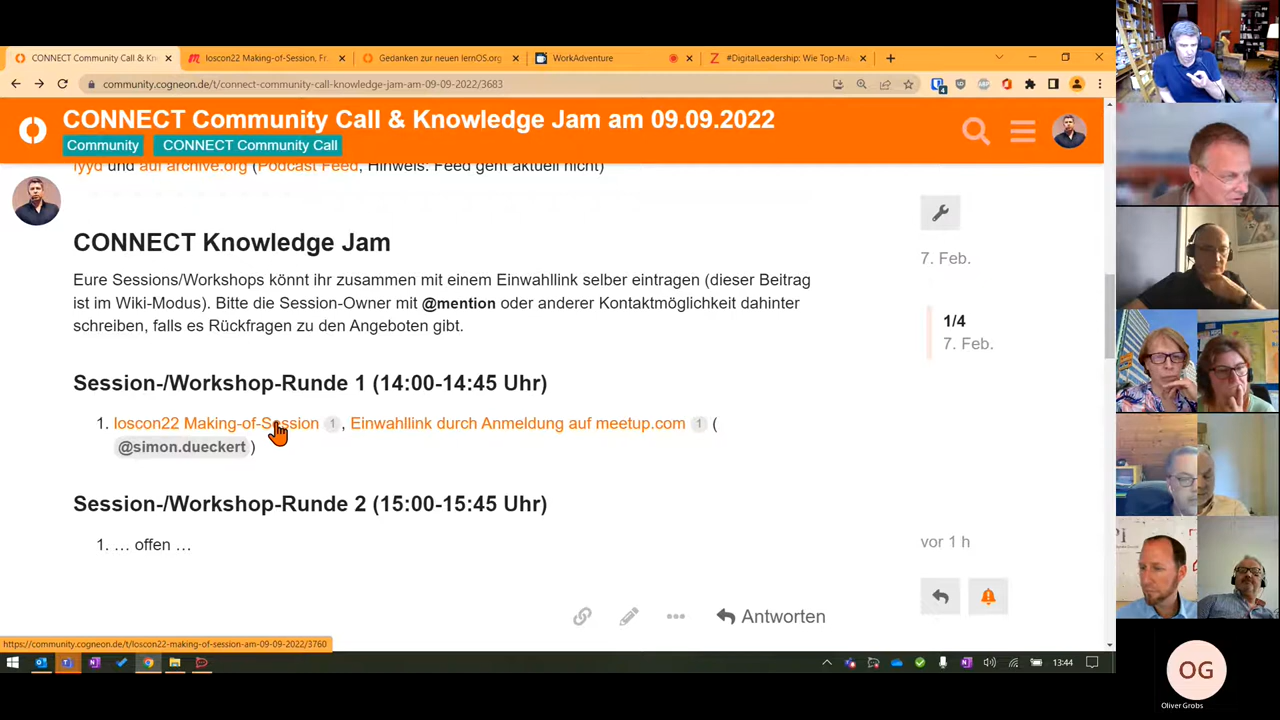 CONNECT Community Call & Kn
loscon22 Making-of-Session, Fr
Gedanken zur neuen lernOS.org
WorkAdventure
#DigitalLeadership: Wie Top-Ma
community.cogneon.de/t/connect-community-call-knowledge-jam-am-09-09-2022/3683
4
CONNECT Community Call & Knowledge Jam am 09.09.2022
Community
CONNECT Community Call
fyyd und auf archive.org (Podcast Feed, Hinweis: Feed geht aktuell nicht)
CONNECT Knowledge Jam
Eure Sessions/Workshops könnt ihr zusammen mit einem Einwahllink selber eintragen (dieser Beitrag
ist im Wiki-Modus). Bitte die Session-Owner mit @mention oder anderer Kontaktmöglichkeit dahinter
schreiben, falls es Rückfragen zu den Angeboten gibt.
7. Feb.
1/4
7. Feb.
Session-/Workshop-Runde 1 (14:00-14:45 Uhr)
1. loscon22 Making-of-Session 1 , Einwahllink durch Anmeldung auf meetup.com 1 (
@simon.dueckert )
Session-/Workshop-Runde 2 (15:00-15:45 Uhr)
1. … offen …
vor 1 h
Antworten
https://community.cogneon.de/t/loscon22-making-of-session-am-09-09-2022/3760
13:44
OG
Oliver Grobs